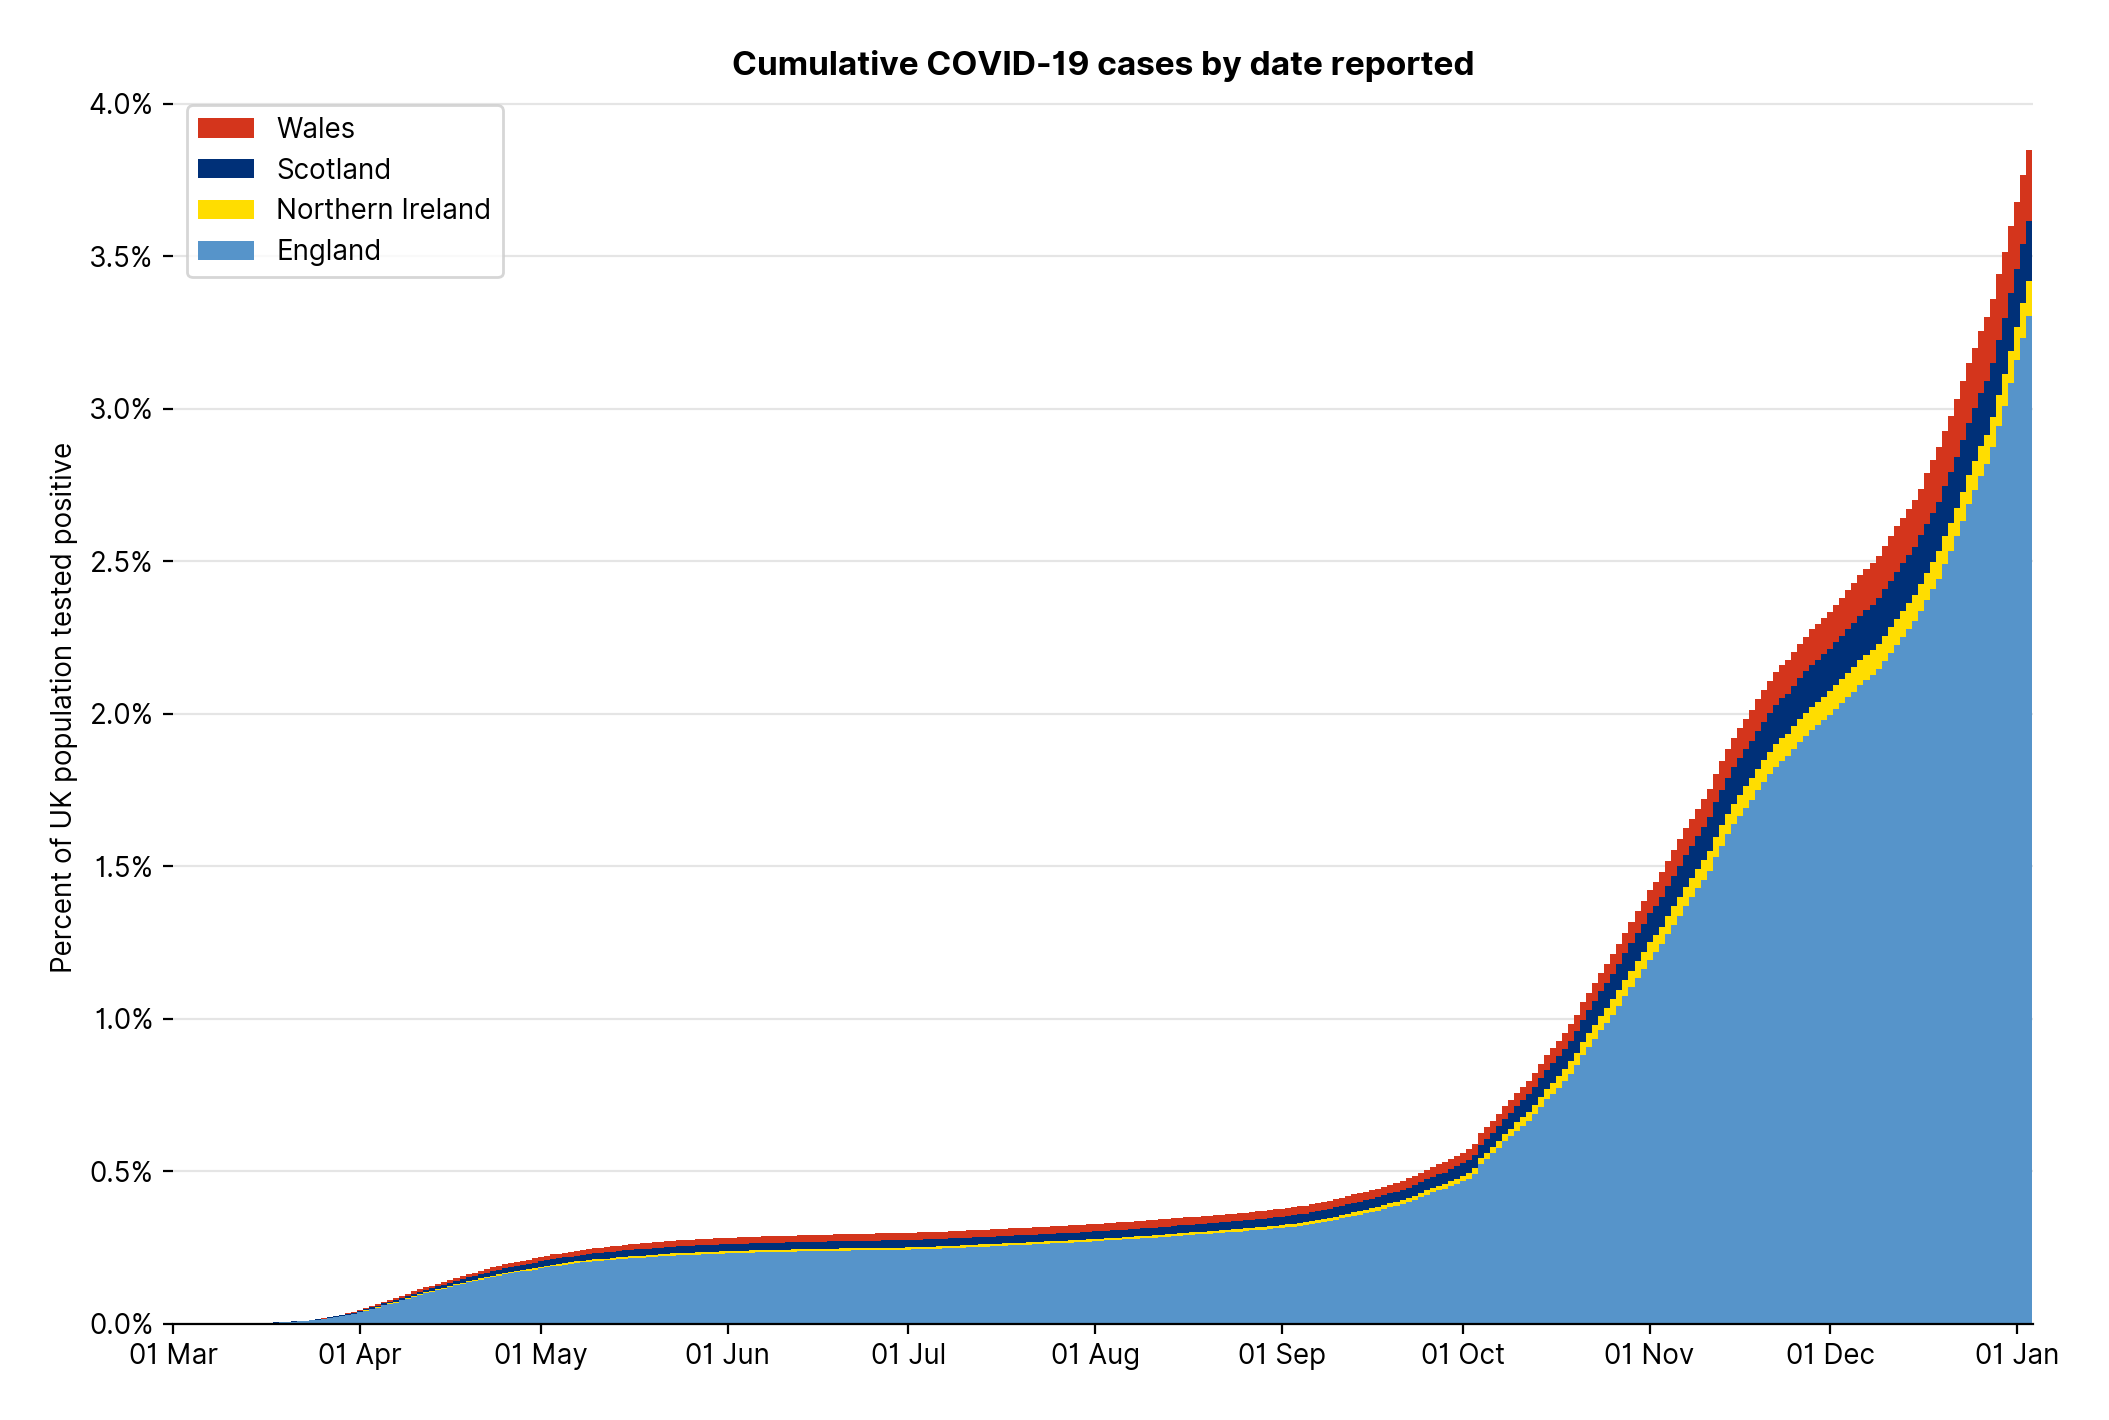 Cumulative COVID-19 cases by date reported
Wales
Scotland
Northern Ireland
England
Percent of UK population tested positive
4.0%
3.5%
3.0%
2.5%
2.0%
1.5%
1.0%
0.5%
0.0%
01 Mar 01 Apr 01 May 01 Jun 01 Jul 01 Aug 01 Sep 01 Oct 01 Nov 01 Dec 01 Jan